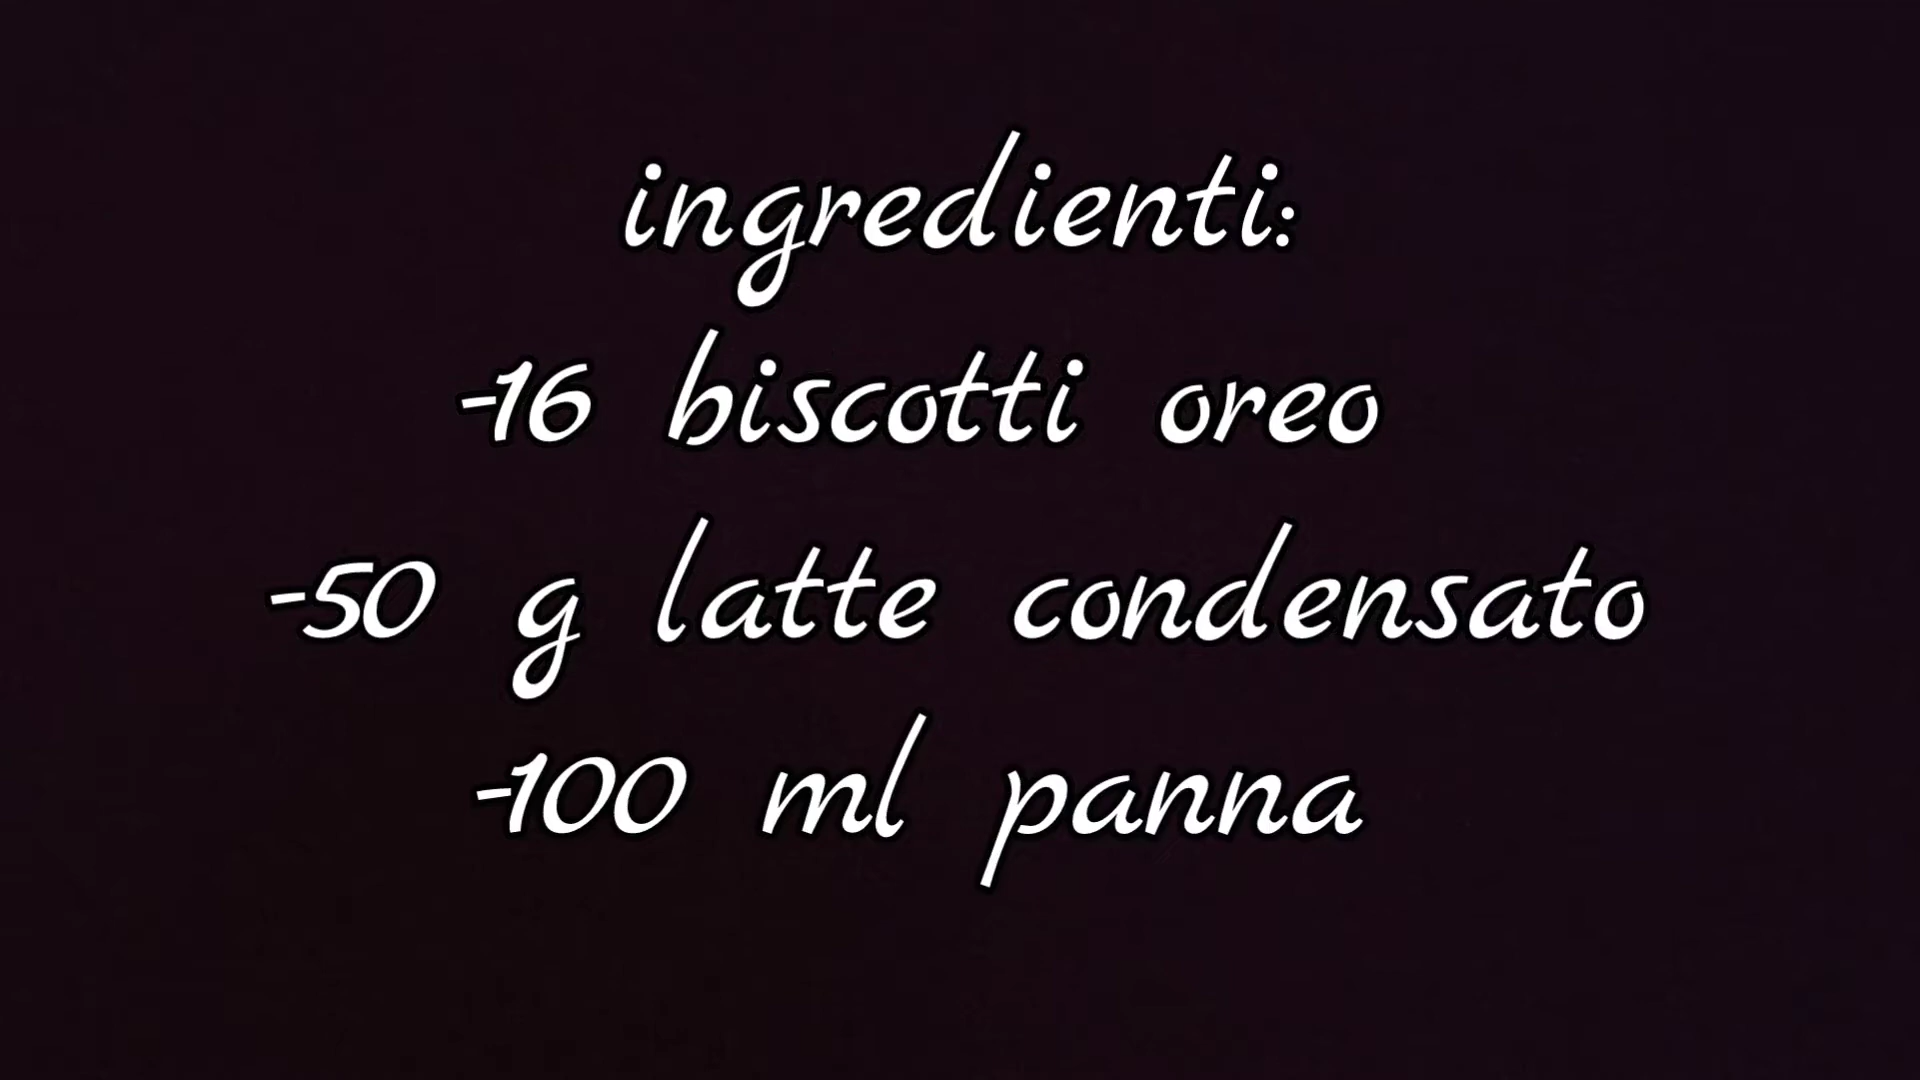 ingredienti:
-16 biscotti oreo
-50 g latte condensato
-100 ml panna